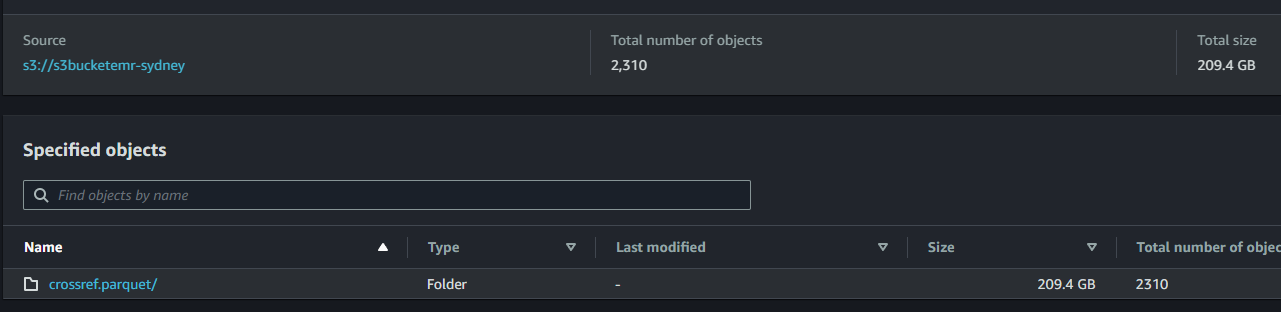 Source
Total number of objects
Total size
s3://s3bucketemr-sydney
2,310
209.4 GB
Specified objects
Find objects by name
Name Type Last modified Size Total number of objec
crossref.parquet/ Folder - 209.4 GB 2310